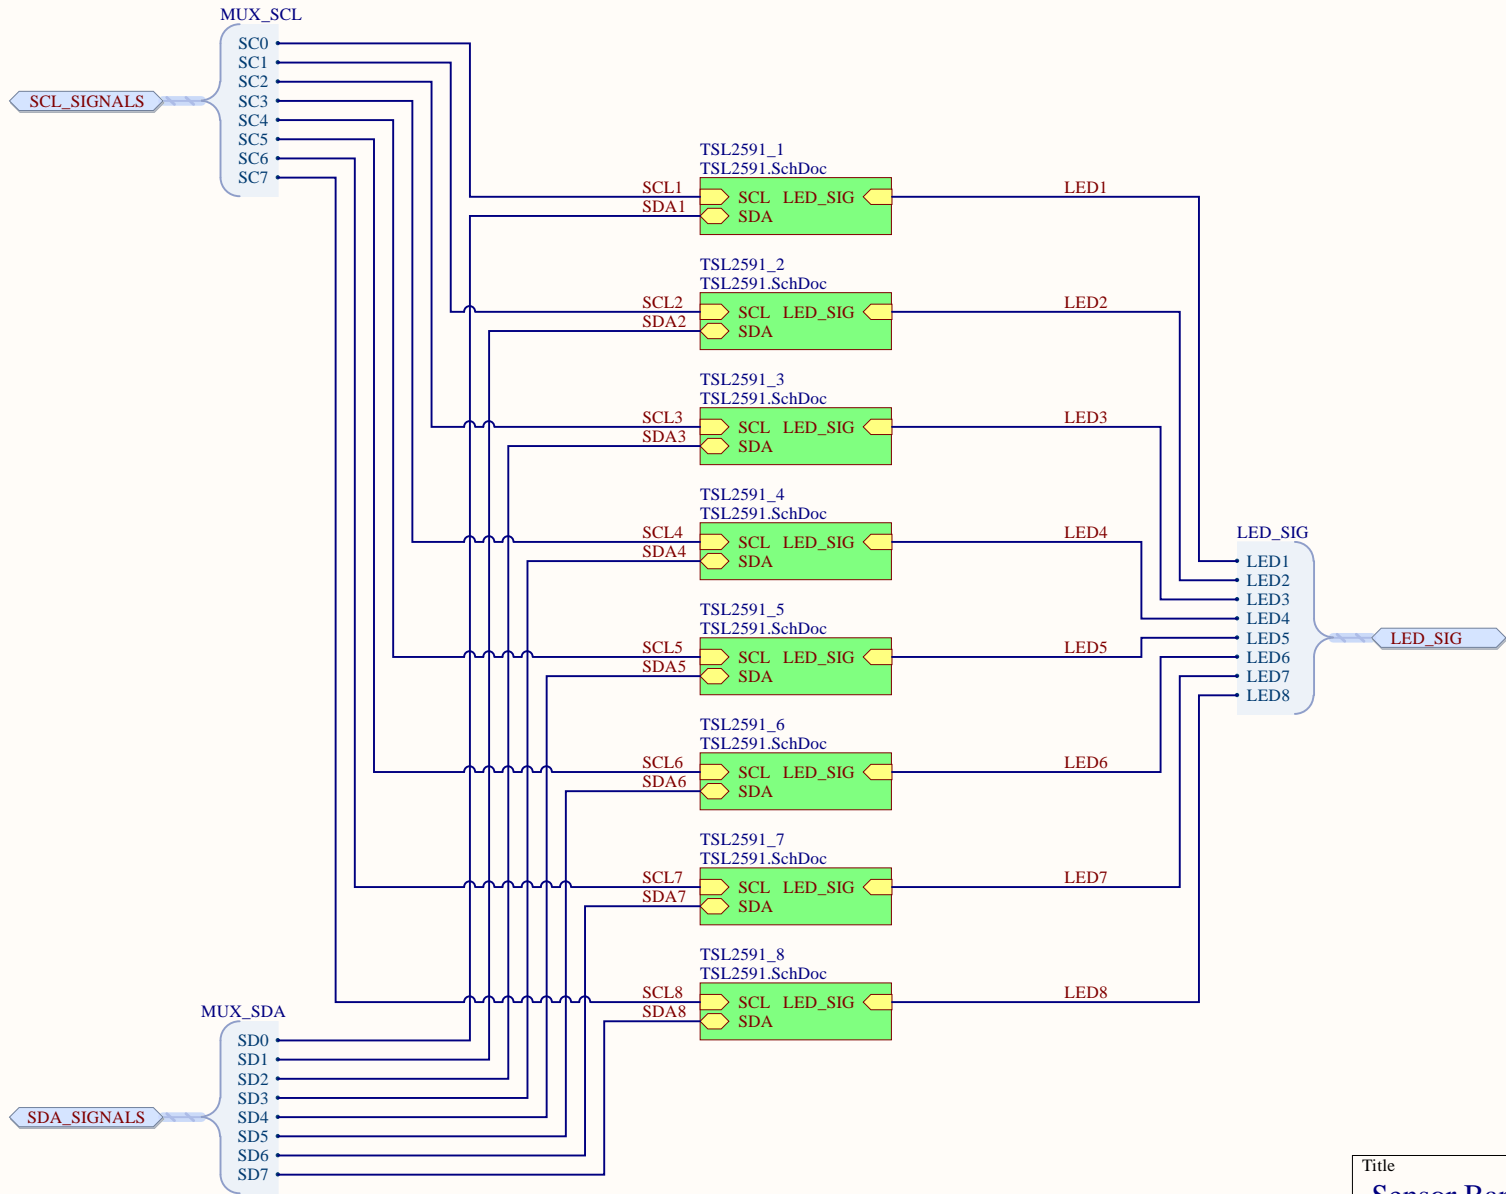 MUX_SCL
SC0
SC1
SC2
SC3
SC4
SC5
SC6
SC7
SCL_SIGNALS
TSL2591_1
TSL2591.SchDoc
SCL1
SDA1
SCL LED_SIG
SDA
LED1
TSL2591_2
TSL2591.SchDoc
SCL2
SDA2
SCL LED_SIG
SDA
LED2
TSL2591_3
TSL2591.SchDoc
SCL3
SDA3
SCL LED_SIG
SDA
LED3
TSL2591_4
TSL2591.SchDoc
SCL4
SDA4
SCL LED_SIG
SDA
LED4
TSL2591_5
TSL2591.SchDoc
SCL5
SDA5
SCL LED_SIG
SDA
LED5
TSL2591_6
TSL2591.SchDoc
SCL6
SDA6
SCL LED_SIG
SDA
LED6
TSL2591_7
TSL2591.SchDoc
SCL7
SDA7
SCL LED_SIG
SDA
LED7
TSL2591_8
TSL2591.SchDoc
SCL8
SDA8
SCL LED_SIG
SDA
LED8
LED_SIG
LED1
LED2
LED3
LED4
LED5
LED6
LED7
LED8
LED_SIG
MUX_SDA
SD0
SD1
SD2
SD3
SD4
SD5
SD6
SD7
SDA_SIGNALS
Title
Sensor